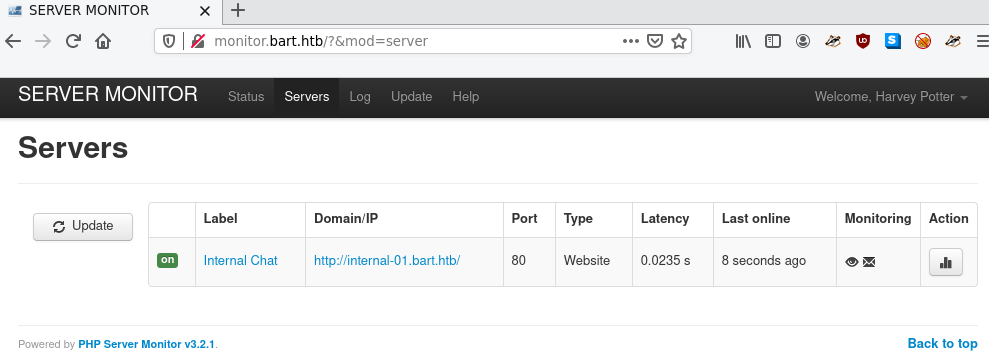 SERVER MONITOR
monitor.bart.htb/?&mod=server
SERVER MONITOR Status Servers Log Update Help Welcome, Harvey Potter
Servers
Update
Label Domain/IP Port Type Latency Last online Monitoring Action
on Internal Chat http://internal-01.bart.htb/ 80 Website 0.0235 s 8 seconds ago
Powered by PHP Server Monitor v3.2.1. Back to top